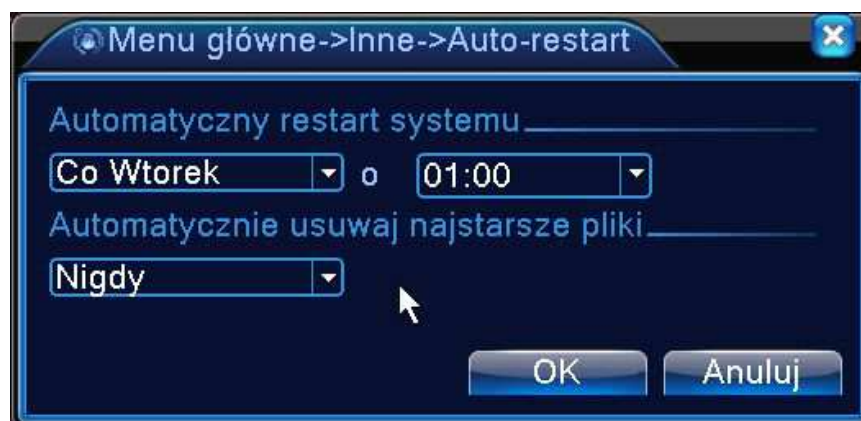 Menu główne->Inne->Auto-restart
Automatyczny restart systemu
Co Wtorek o 01:00
Automatycznie usuwaj najstarsze pliki
Nigdy
OK Anuluj